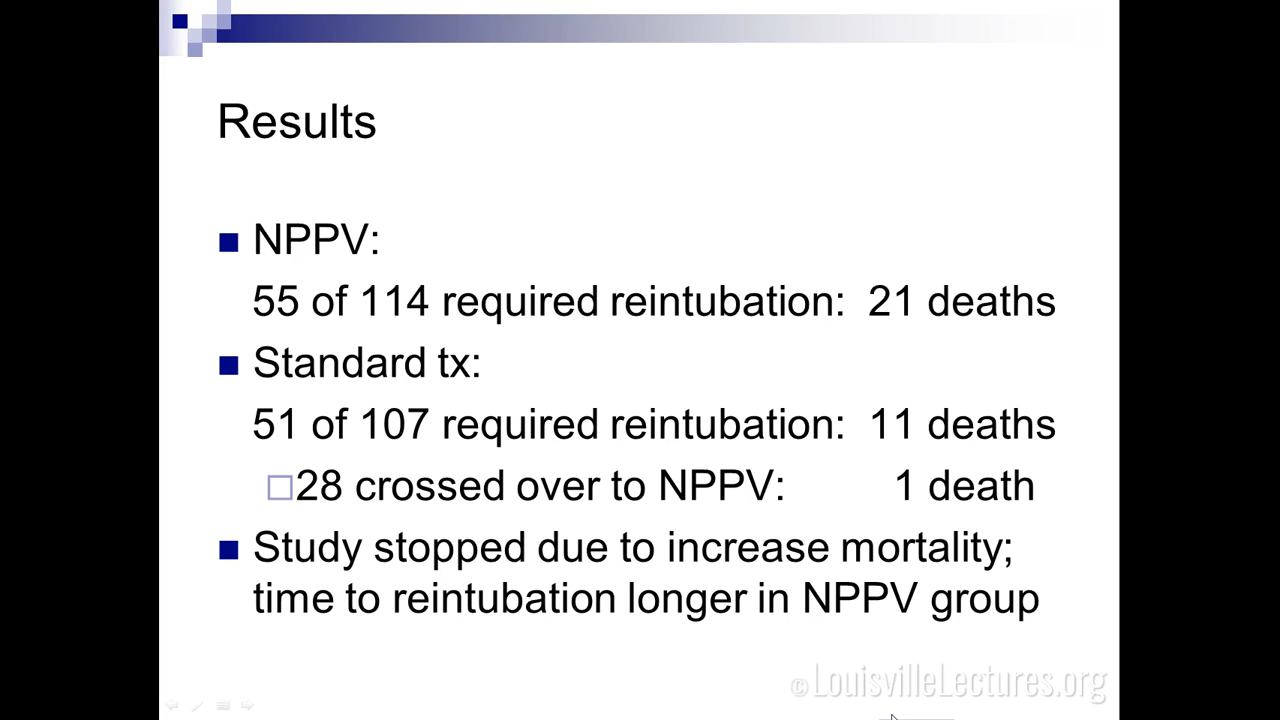 Results
NPPV:
55 of 114 required reintubation: 21 deaths
Standard tx:
51 of 107 required reintubation: 11 deaths
28 crossed over to NPPV: 1 death
Study stopped due to increase mortality;
time to reintubation longer in NPPV group
©LouisvilleLectures.org